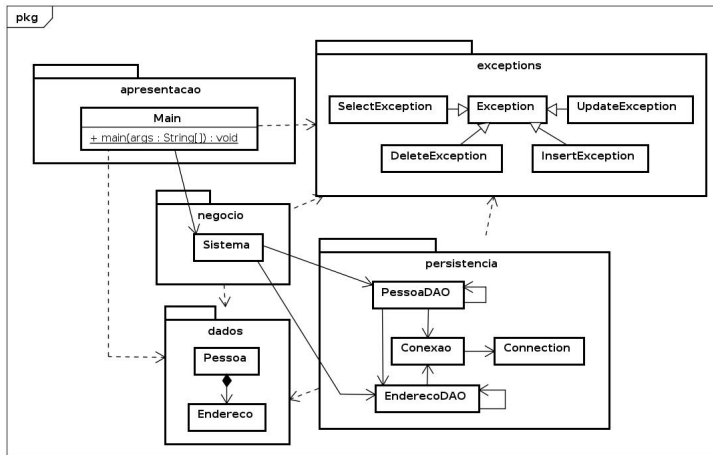 pkg
exceptions
SelectException
Exception
UpdateException
DeleteException
InsertException
apresentacao
Main
+ main(args : String[]) : void
negocio
Sistema
persistencia
PessoaDAO
Conexao
Connection
EnderecoDAO
dados
Pessoa
Endereco